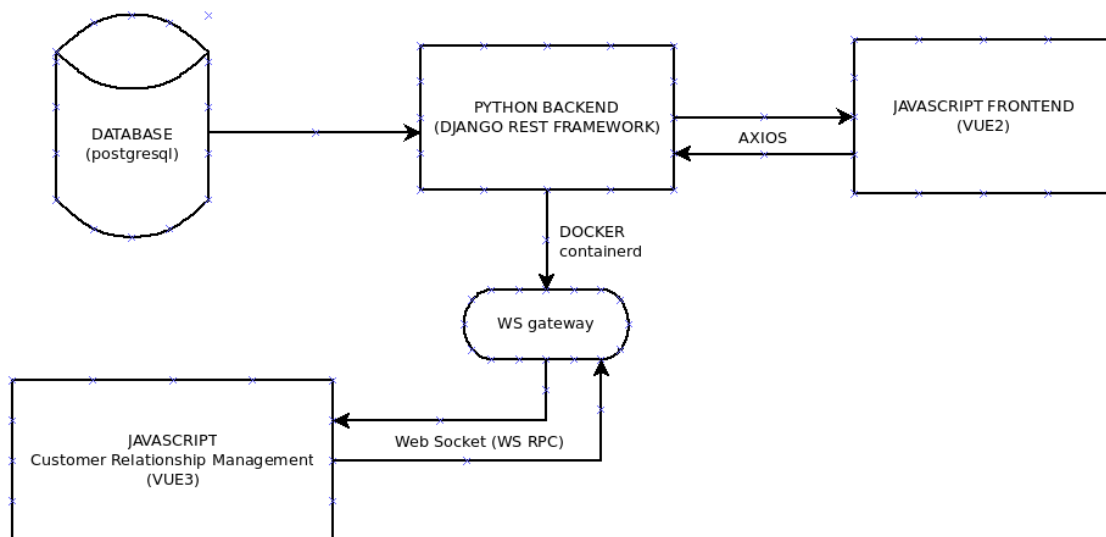 DATABASE
(postgresql)
PYTHON BACKEND
(DJANGO REST FRAMEWORK)
AXIOS
JAVASCRIPT FRONTEND
(VUE2)
DOCKER
containerd
WS gateway
Web Socket (WS RPC)
JAVASCRIPT
Customer Relationship Management
(VUE3)